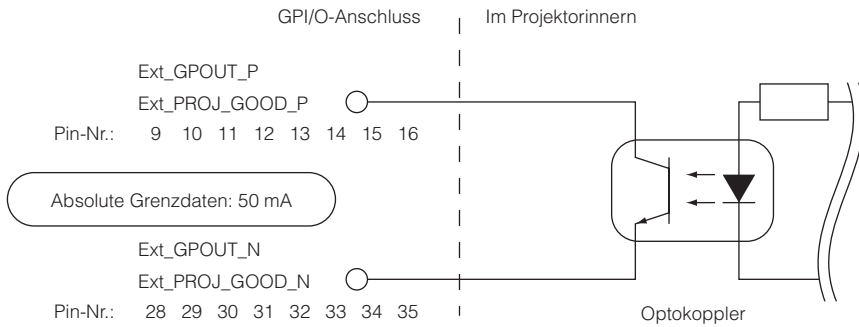 GPI/O-Anschluss
Im Projektorinnern
Ext_GPOUT_P
Ext_PROJ_GOOD_P
Pin-Nr.: 9 10 11 12 13 14 15 16
Absolute Grenzdaten: 50 mA
Ext_GPOUT_N
Ext_PROJ_GOOD_N
Pin-Nr.: 28 29 30 31 32 33 34 35
Optokoppler